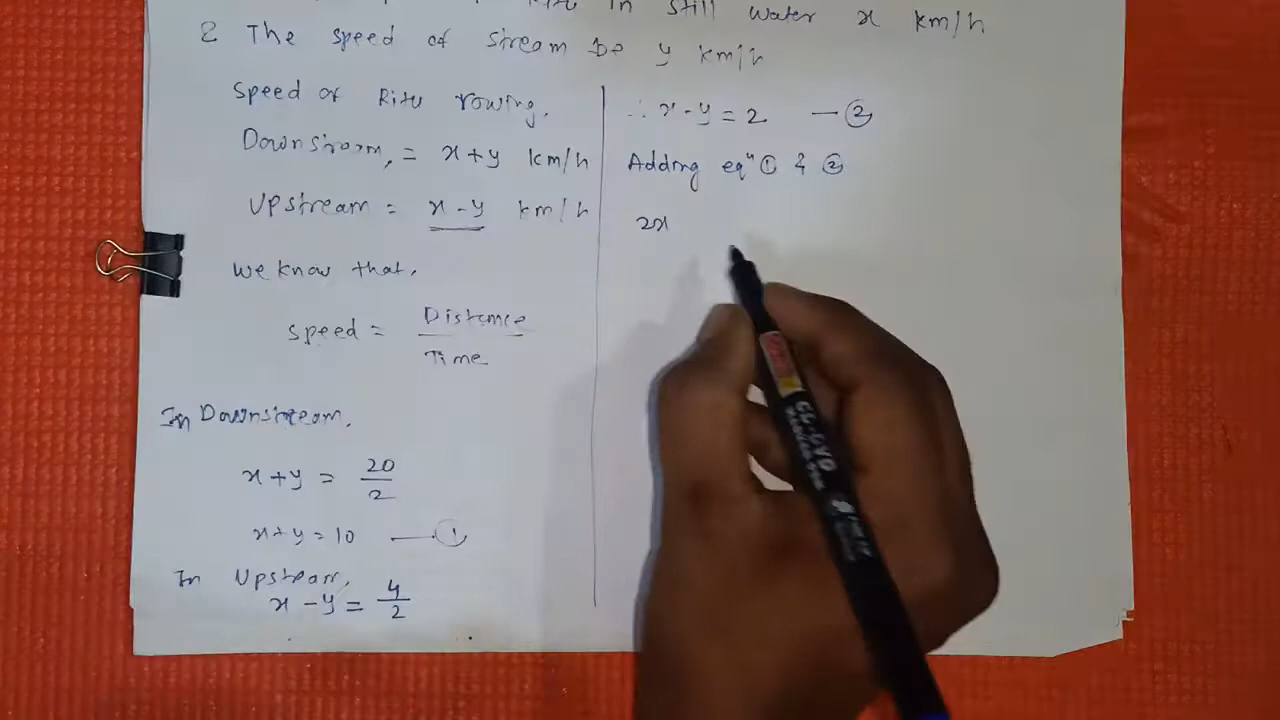 Ritu in still water x km/h
& The speed of stream be y km/h
Speed of Ritu rowing.
Downstream, = x+y km/h
Upstream = x-y km/h
We know that,
Speed = Distance
Time
In Downstream,
x+y = 20
2
x+y = 10 —①
In Upstream,
x - y = 4
2
∴ x-y = 2 —②
Adding eqn ① & ②
2x